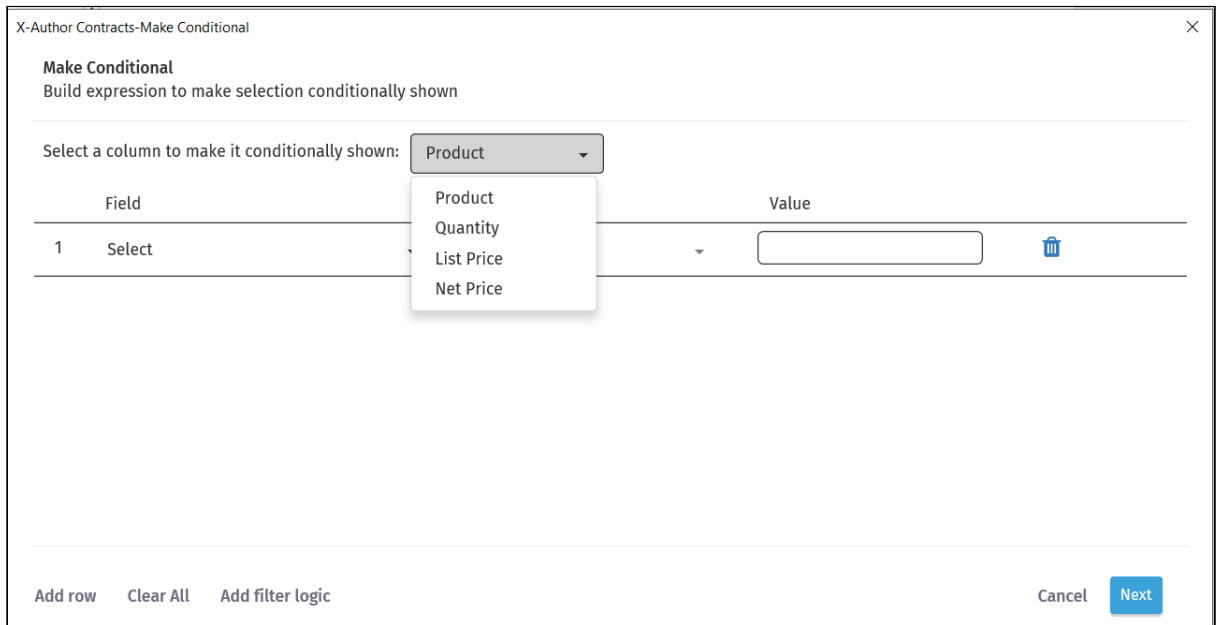 X-Author Contracts-Make Conditional
Make Conditional
Build expression to make selection conditionally shown
Select a column to make it conditionally shown: Product
Product
Quantity
List Price
Net Price
Field Value
1 Select
Add row Clear All Add filter logic Cancel Next